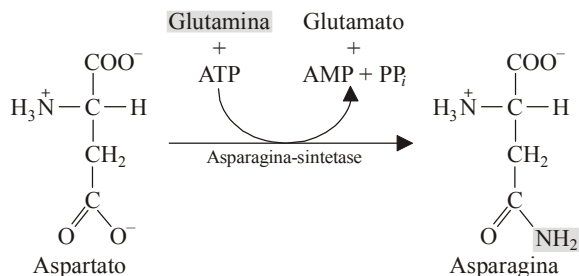 Glutamina Glutamato
+ +
ATP AMP + PPi
COO⁻ COO⁻
H₃N⁺—C—H H₃N⁺—C—H
CH₂ CH₂
Asparagina-sintetase
C C
O O⁻ O NH₂
Aspartato Asparagina